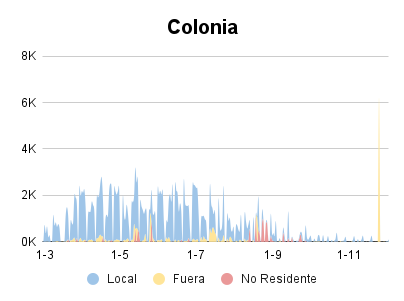 Colonia
8K
6K
4K
2K
0K
1-3 1-5 1-7 1-9 1-11
Local Fuera No Residente